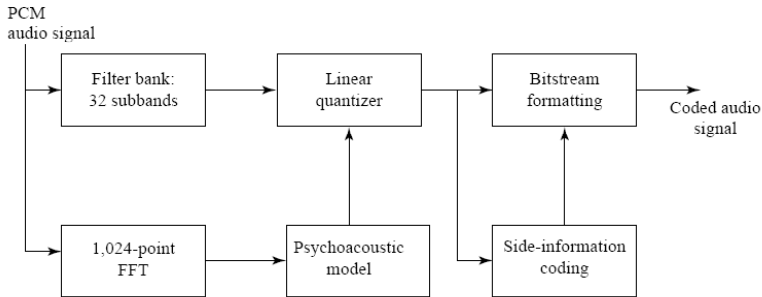 PCM
audio signal
Filter bank:
32 subbands
Linear
quantizer
Bitstream
formatting
Coded audio
signal
1,024-point
FFT
Psychoacoustic
model
Side-information
coding